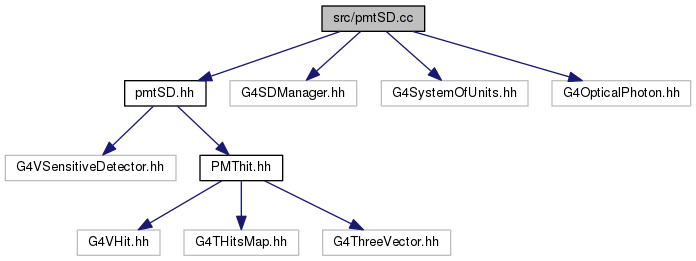 src/pmtSD.cc
pmtSD.hh
G4SDManager.hh
G4SystemOfUnits.hh
G4OpticalPhoton.hh
G4VSensitiveDetector.hh
PMThit.hh
G4VHit.hh
G4THitsMap.hh
G4ThreeVector.hh